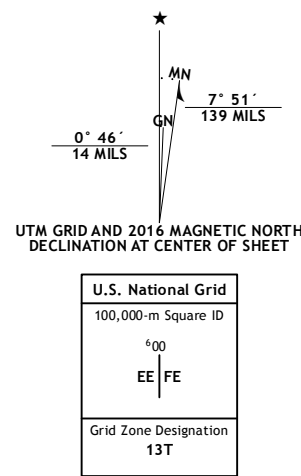 ★
MN
7° 51´
139 MILS
GN
0° 46´
14 MILS
UTM GRID AND 2016 MAGNETIC NORTH
DECLINATION AT CENTER OF SHEET
U.S. National Grid
100,000-m Square ID
⁶00
EE FE
Grid Zone Designation
13T